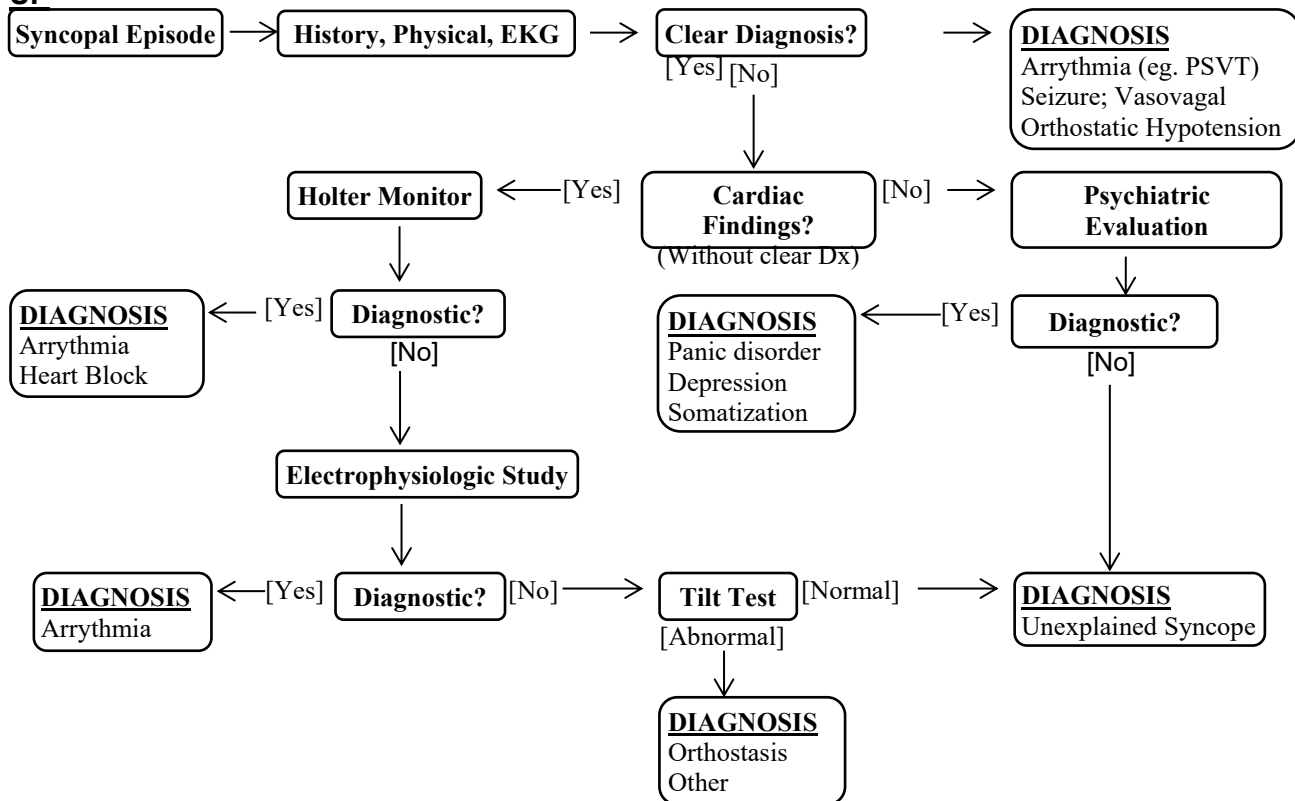 UP
Syncopal Episode
History, Physical, EKG
Clear Diagnosis?
[Yes] [No]
DIAGNOSIS
Arrythmia (eg. PSVT)
Seizure; Vasovagal
Orthostatic Hypotension
Holter Monitor
[Yes]
Cardiac
Findings?
(Without clear Dx)
[No]
Psychiatric
Evaluation
DIAGNOSIS
Arrythmia
Heart Block
[Yes]
Diagnostic?
[No]
DIAGNOSIS
Panic disorder
Depression
Somatization
[Yes]
Diagnostic?
[No]
Electrophysiologic Study
DIAGNOSIS
Arrythmia
[Yes]
Diagnostic?
[No]
Tilt Test
[Normal]
[Abnormal]
DIAGNOSIS
Unexplained Syncope
DIAGNOSIS
Orthostasis
Other